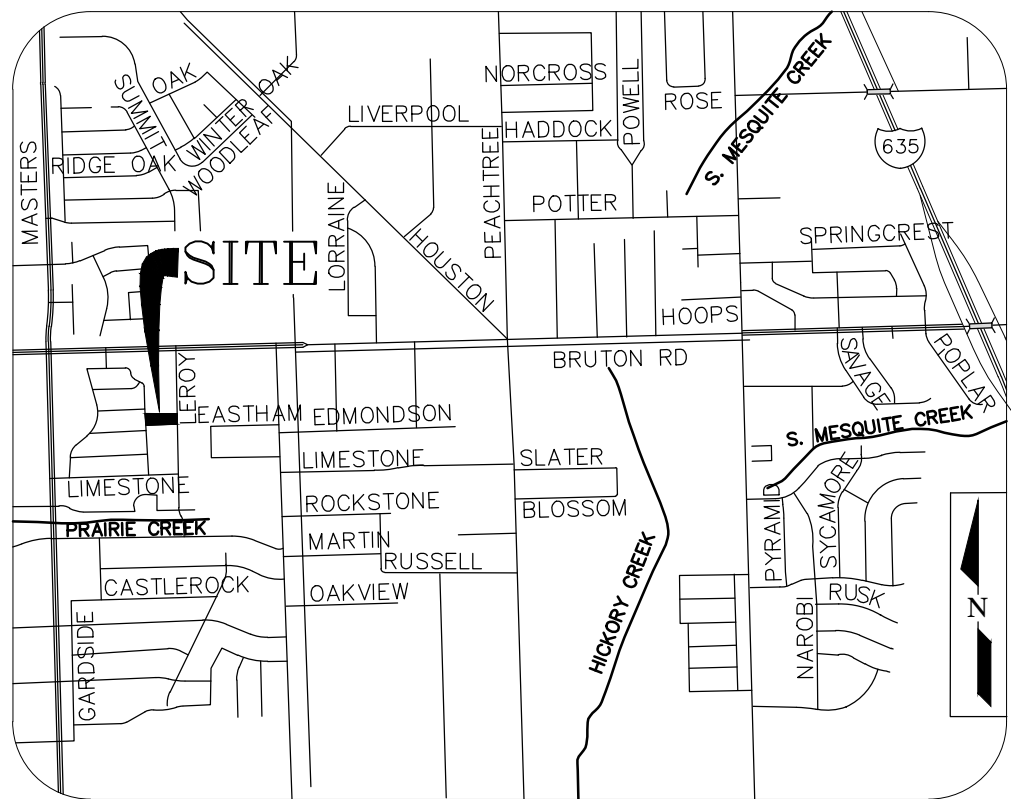 OAK
WINTER OAK
SUMMIT
WOODLEAF
RIDGE OAK
MASTERS
SITE
LIVERPOOL
NORCROSS
HADDOCK
POWELL
ROSE
S. MESQUITE CREEK
635
PEACHTREE
LORRAINE
POTTER
HOUSTON
SPRINGCREST
HOOPS
BRUTON RD
SAVAGE
POPLAR
LEROY
EASTHAM
EDMONDSON
S. MESQUITE CREEK
LIMESTONE
LIMESTONE
SLATER
ROCKSTONE
BLOSSOM
PRAIRIE CREEK
MARTIN
RUSSELL
CASTLEROCK
OAKVIEW
HICKORY CREEK
PYRAMID
SYCAMORE
RUSK
NAROBI
GARDSIDE
N